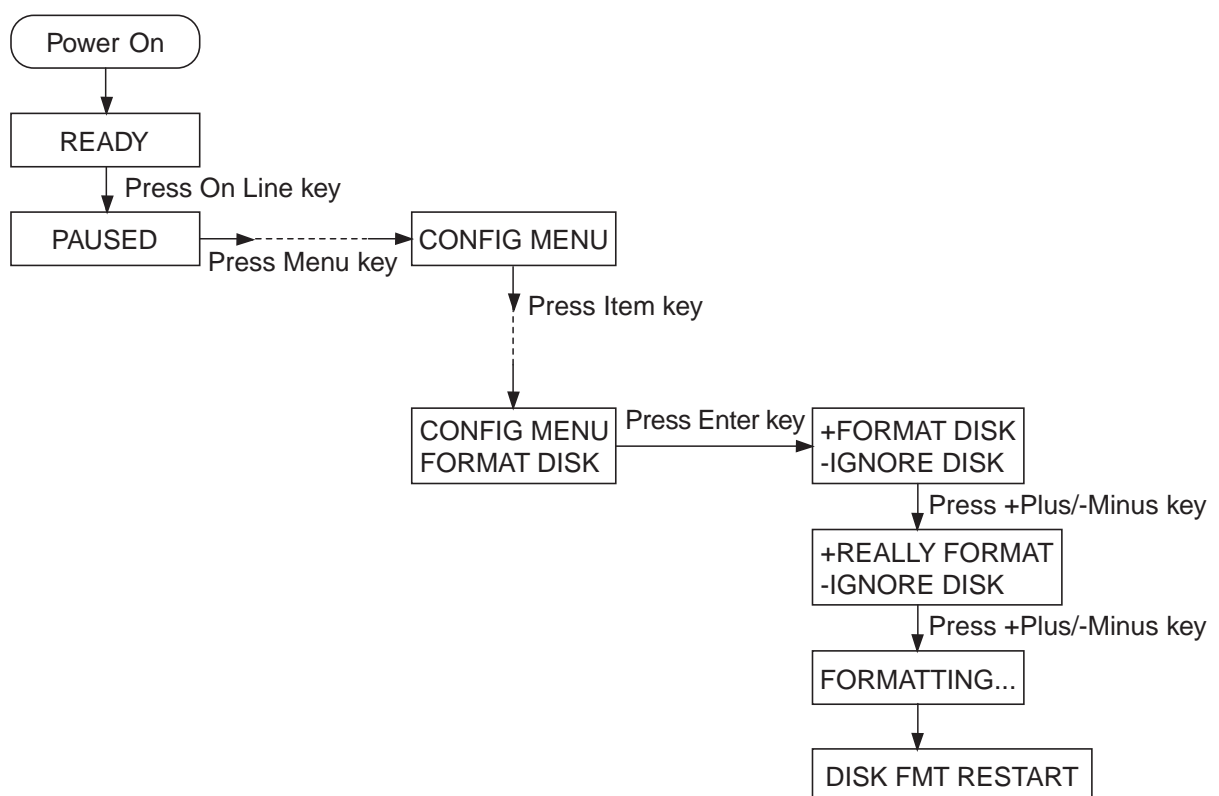 Power On
READY
Press On Line key
PAUSED
Press Menu key
CONFIG MENU
Press Item key
CONFIG MENU
FORMAT DISK
Press Enter key
+FORMAT DISK
-IGNORE DISK
Press +Plus/-Minus key
+REALLY FORMAT
-IGNORE DISK
Press +Plus/-Minus key
FORMATTING...
DISK FMT RESTART